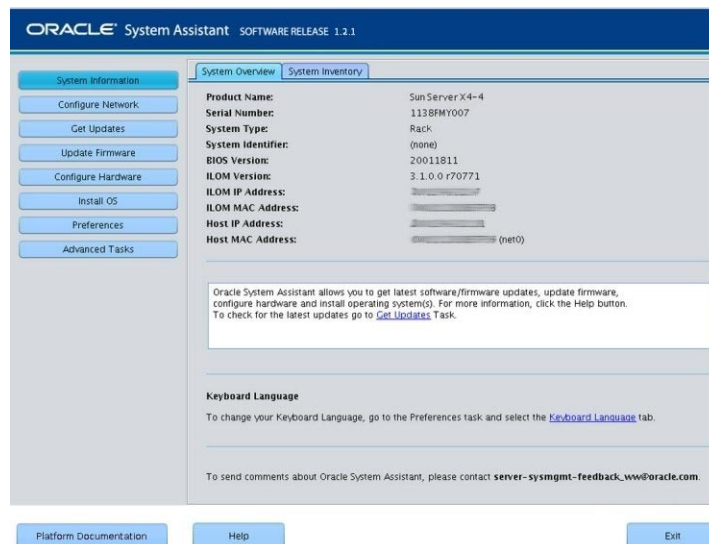 ORACLE System Assistant SOFTWARE RELEASE 1.2.1
System Information
Configure Network
Get Updates
Update Firmware
Configure Hardware
Install OS
Preferences
Advanced Tasks
System Overview System Inventory
Product Name: Sun Server X4-4
Serial Number: 1138FMY007
System Type: Rack
System Identifier: (none)
BIOS Version: 20011811
ILOM Version: 3.1.0.0 r70771
ILOM IP Address:
ILOM MAC Address:
Host IP Address:
Host MAC Address: (net0)
Oracle System Assistant allows you to get latest software/firmware updates, update firmware,
configure hardware and install operating system(s). For more information, click the Help button.
To check for the latest updates go to Get Updates Task.
Keyboard Language
To change your Keyboard Language, go to the Preferences task and select the Keyboard Language tab.
To send comments about Oracle System Assistant, please contact server-sysmgmt-feedback_ww@oracle.com.
Platform Documentation
Help
Exit